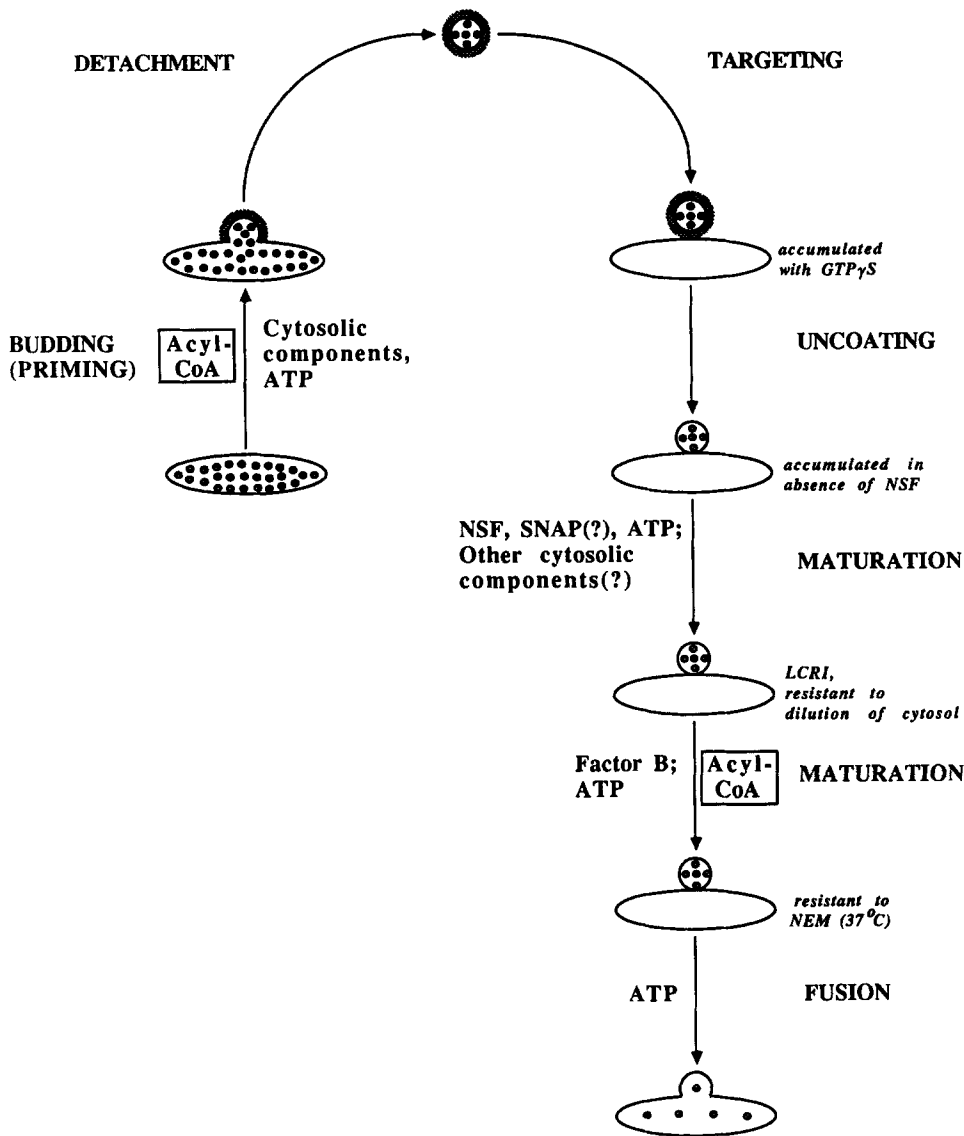 DETACHMENT
TARGETING
accumulated
with GTPγS
BUDDING
(PRIMING)
Acyl-
CoA
Cytosolic
components,
ATP
UNCOATING
accumulated in
absence of NSF
NSF, SNAP(?), ATP;
Other cytosolic
components(?)
MATURATION
LCRI,
resistant to
dilution of cytosol
Factor B;
ATP
Acyl-
CoA
MATURATION
resistant to
NEM (37°C)
ATP
FUSION